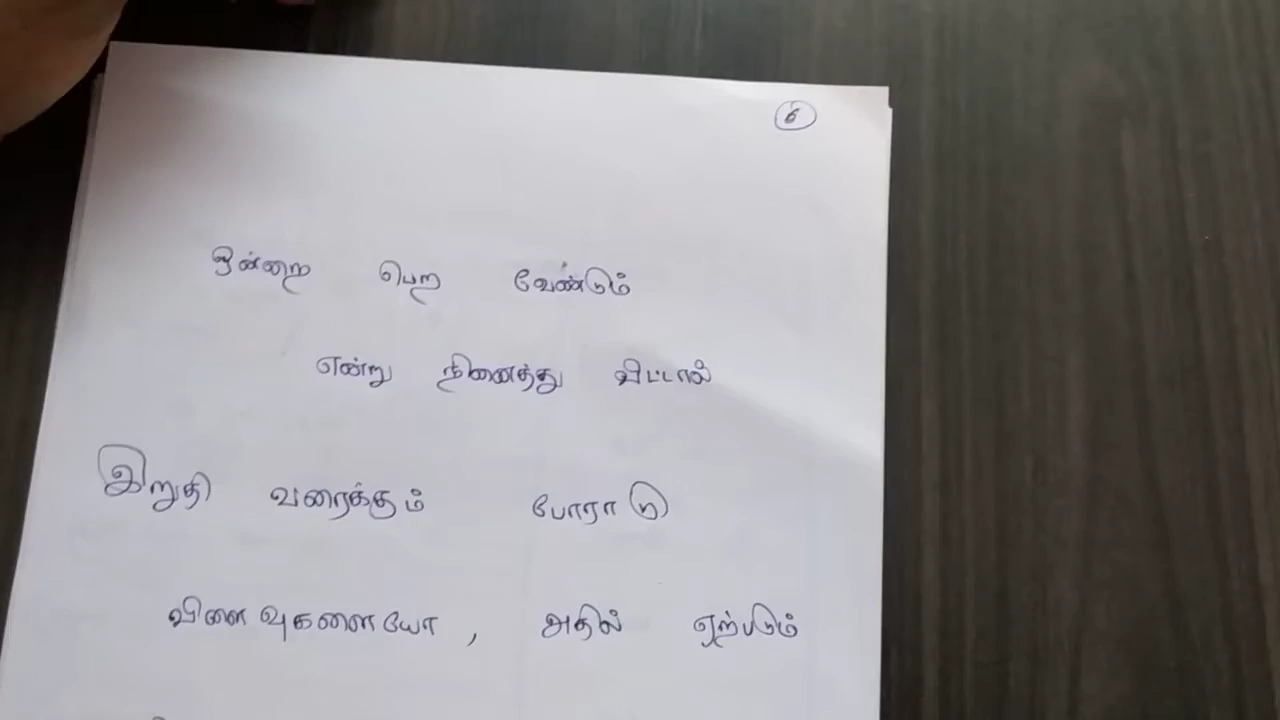 6
ஒன்றை பெற வேண்டும்
என்று நினைத்து விட்டால்
இறுதி வரைக்கும் போராடு
விளைவுகளையோ , அதில் ஏற்படும்